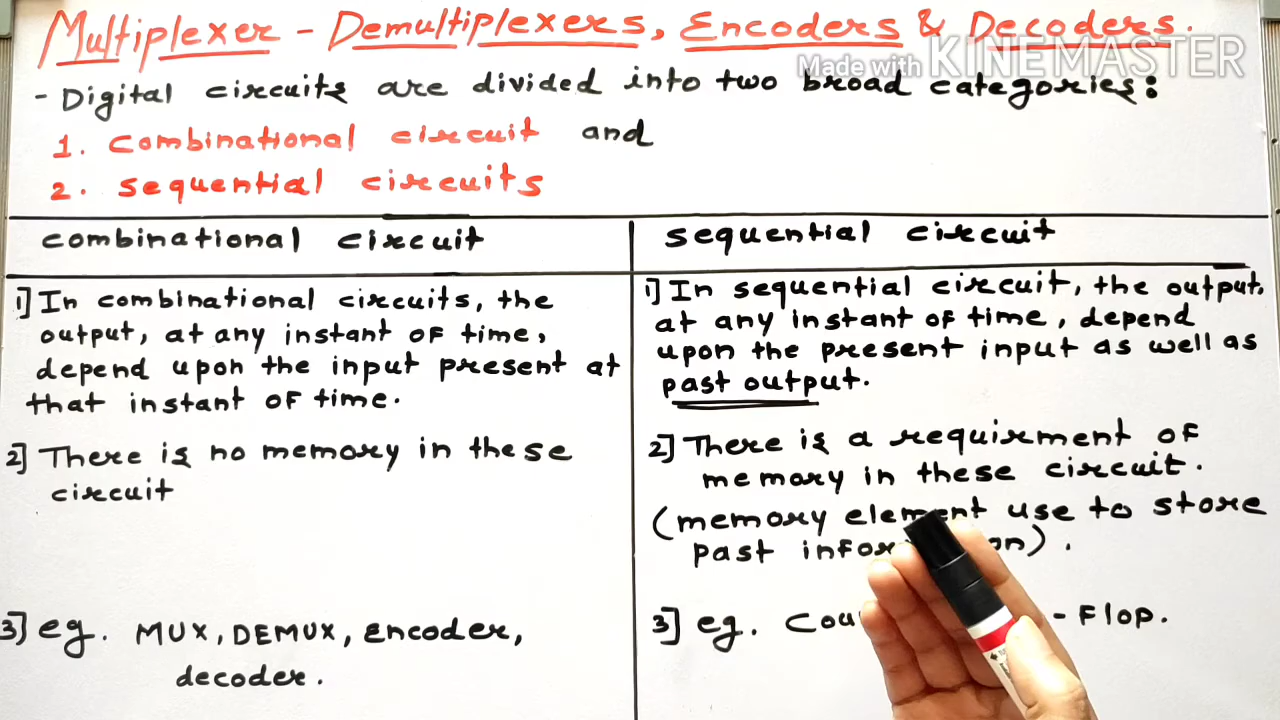 Multiplexer - Demultiplexers, Encoders & Decoders.
Made with KINEMASTER
- Digital circuits are divided into two broad categories:
1. combinational circuit and
2. sequential circuits
combinational circuit
1] In combinational circuits, the
output, at any instant of time,
depend upon the input present at
that instant of time.
2] There is no memory in these
circuit
3] eg. MUX, DEMUX, Encoder,
decoder.
sequential circuit
1] In sequential circuit, the output,
at any instant of time, depend
upon the present input as well as
past output.
2] There is a requirment of
memory in these circuit.
(memory element use to store
past
3] eg. - Flop.